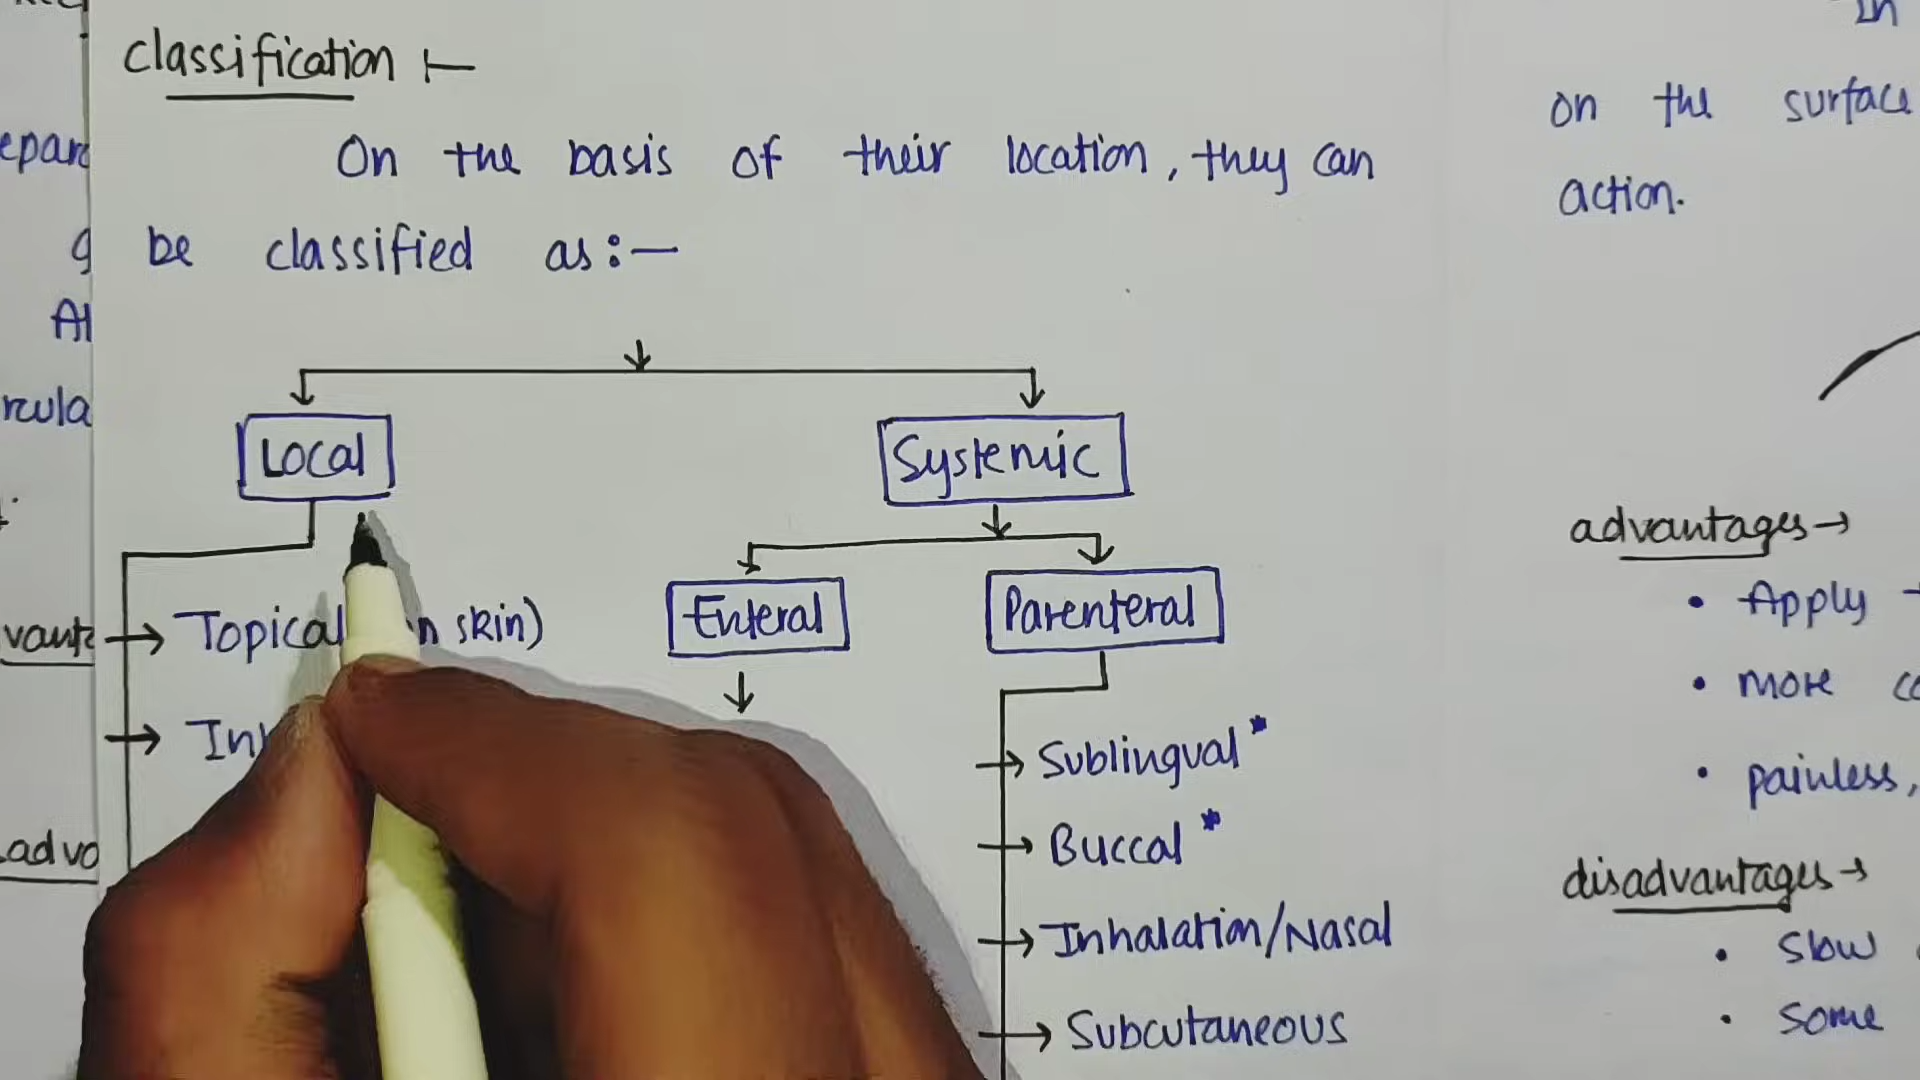 Classification :-
On the basis of their location, they can
be classified as:-
Local
Systemic
Enteral
Parenteral
Topical skin)
Sublingual*
Buccal*
Inhalation/Nasal
Subcutaneous
on the surface
action.
advantages→
• Apply
• more
• painless,
disadvantages→
• Slow
• Some